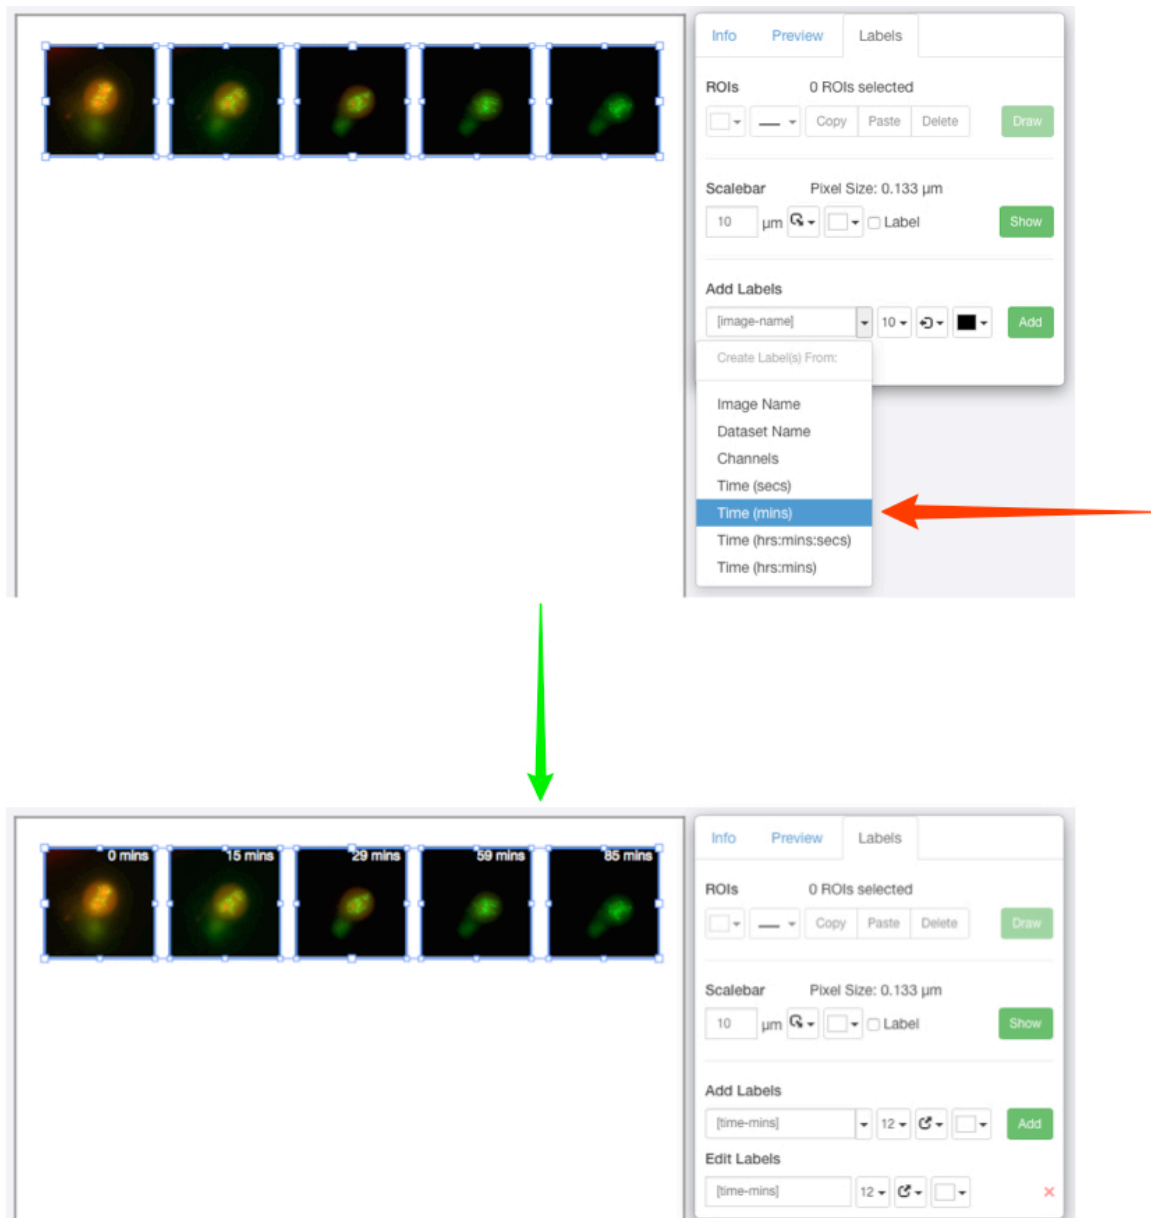 Info Preview Labels
ROIs 0 ROIs selected
Copy Paste Delete Draw
Scalebar Pixel Size: 0.133 µm
10 µm Label Show
Add Labels
[image-name] 10 Add
Create Label(s) From:
Image Name
Dataset Name
Channels
Time (secs)
Time (mins)
Time (hrs:mins:secs)
Time (hrs:mins)
0 mins 15 mins 29 mins 59 mins 85 mins
Info Preview Labels
ROIs 0 ROIs selected
Copy Paste Delete Draw
Scalebar Pixel Size: 0.133 µm
10 µm Label Show
Add Labels
[time-mins] 12 Add
Edit Labels
[time-mins] 12